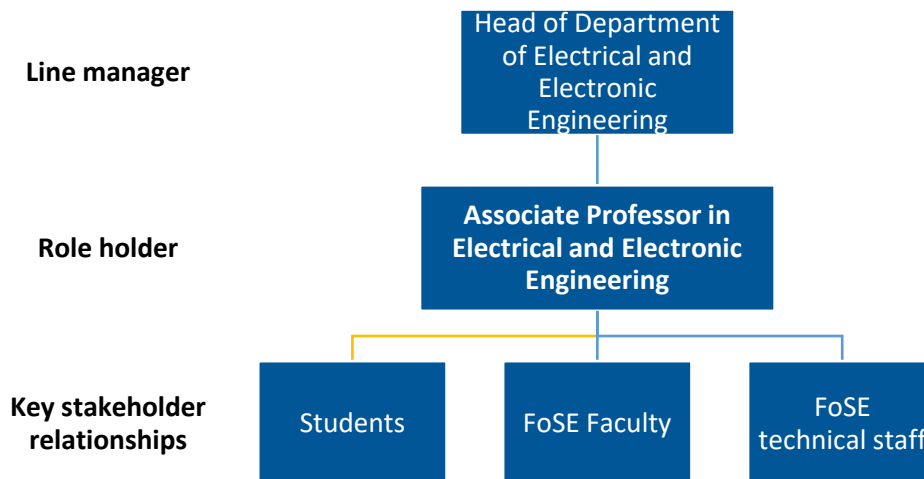 Line manager
Head of Department
of Electrical and
Electronic
Engineering
Role holder
Associate Professor in
Electrical and Electronic
Engineering
Key stakeholder
relationships
Students
FoSE Faculty
FoSE
technical staff